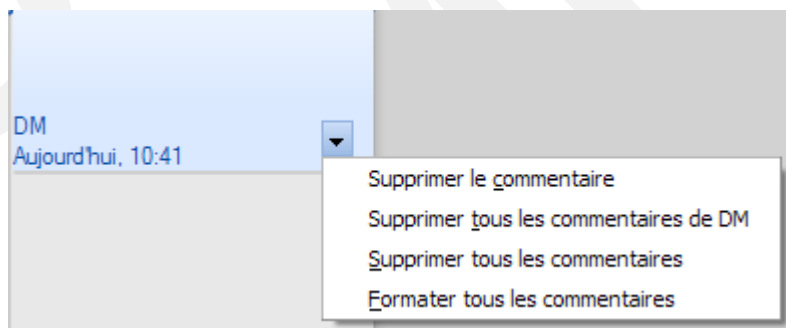 DM
Aujourd'hui, 10:41
Supprimer le commentaire
Supprimer tous les commentaires de DM
Supprimer tous les commentaires
Formater tous les commentaires